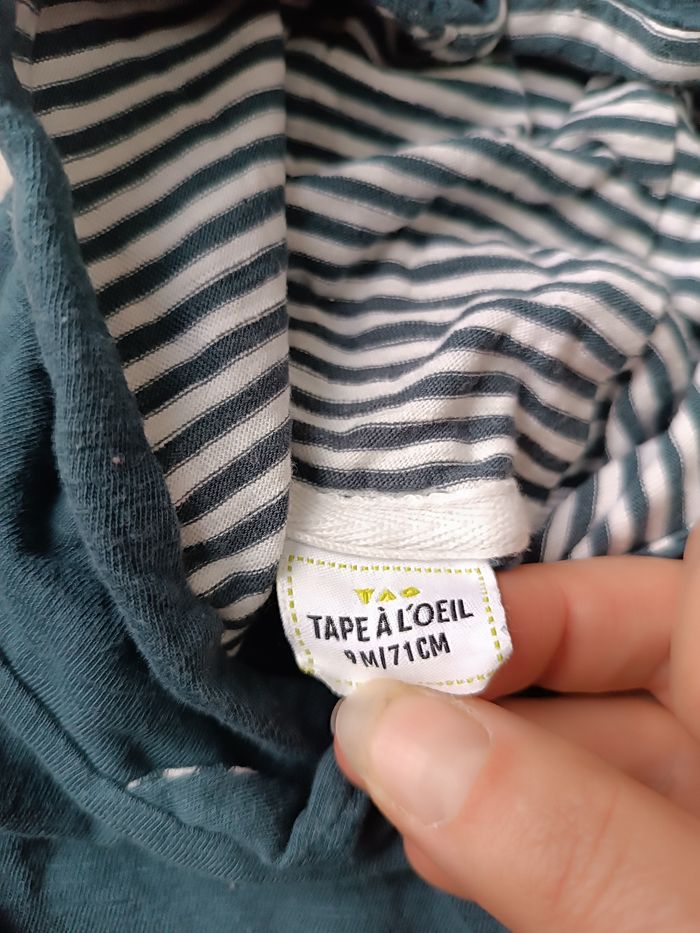 TAO
TAPE À L'OEIL
9M/71CM